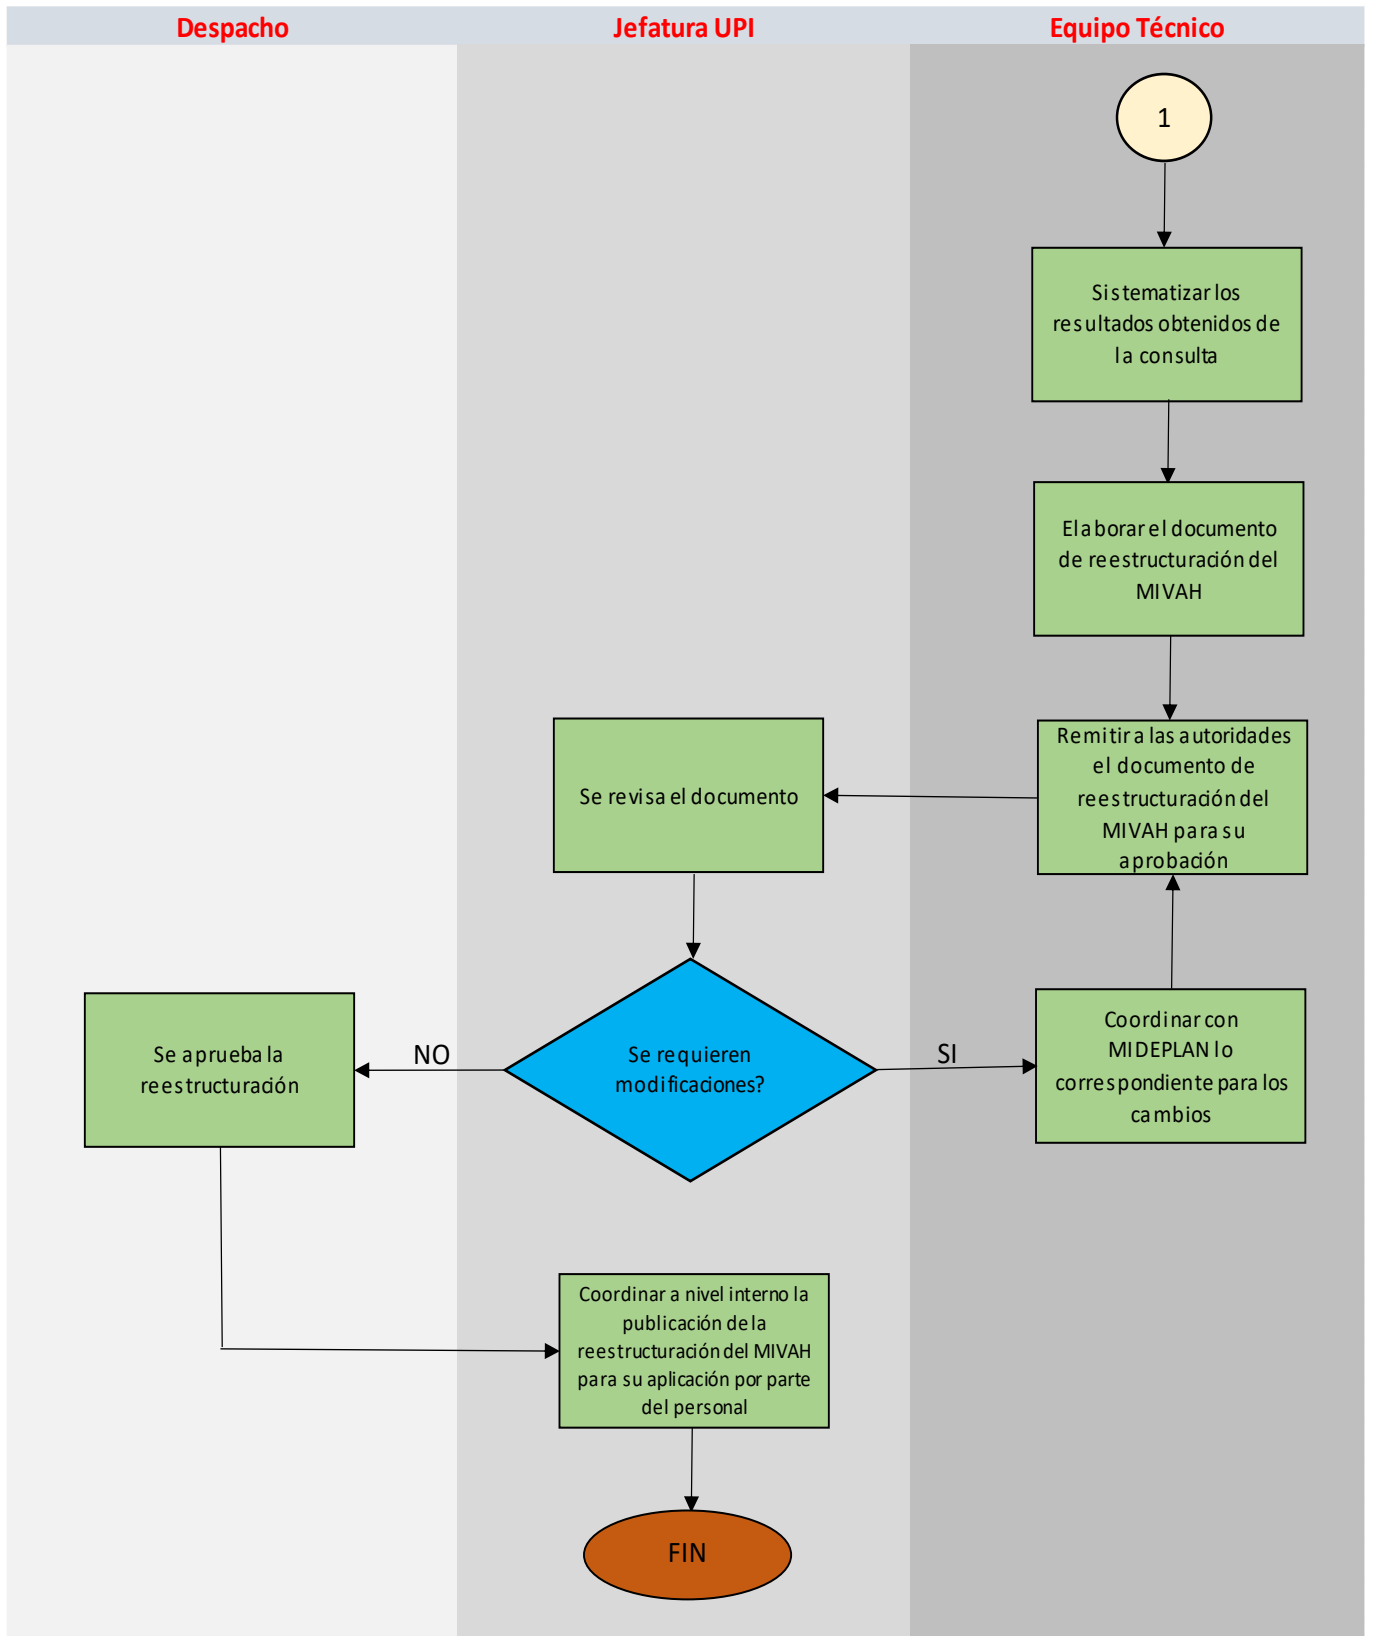 Despacho
Jefatura UPI
Equipo Técnico
1
Sistematizar los
resultados obtenidos de
la consulta
Elaborar el documento
de reestructuración del
MIVAH
Remitir a las autoridades
el documento de
reestructuración del
MIVAH para su
aprobación
Se revisa el documento
Se requieren
modificaciones?
NO
SI
Se aprueba la
reestructuración
Coordinar con
MIDEPLAN lo
correspondiente para los
cambios
Coordinar a nivel interno la
publicación de la
reestructuración del MIVAH
para su aplicación por parte
del personal
FIN